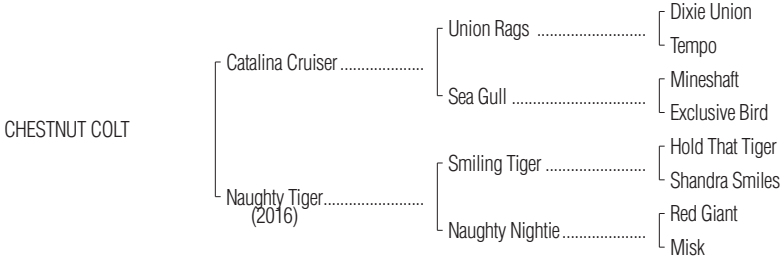 Dixie Union
Union Rags ........................
Tempo
Catalina Cruiser ...................
Mineshaft
Sea Gull ..............................
Exclusive Bird
CHESTNUT COLT
Hold That Tiger
Smiling Tiger .......................
Shandra Smiles
Naughty Tiger.......................
(2016)
Red Giant
Naughty Nightie...................
Misk